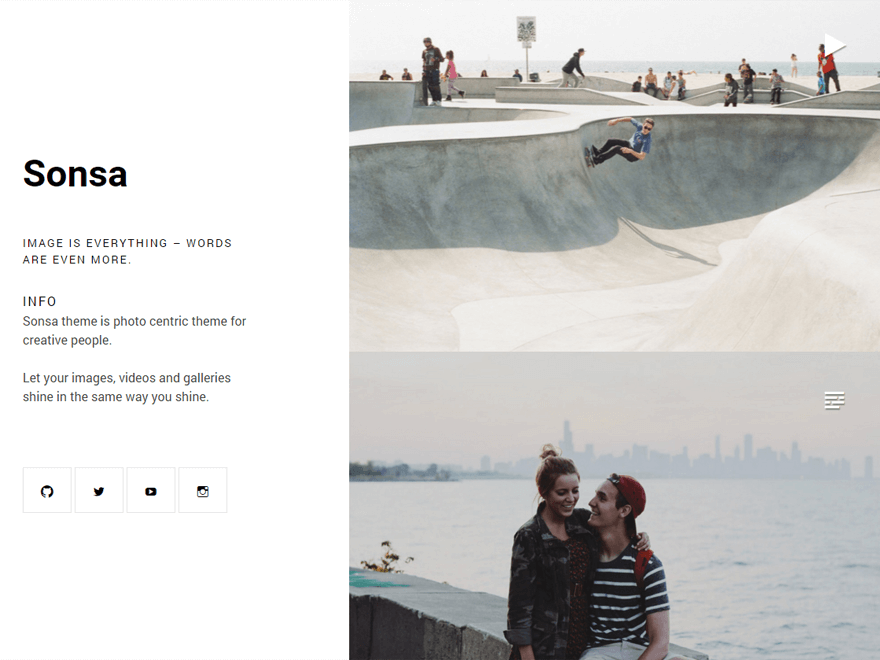 Sonsa
IMAGE IS EVERYTHING – WORDS
ARE EVEN MORE.
INFO
Sonsa theme is photo centric theme for
creative people.
Let your images, videos and galleries
shine in the same way you shine.